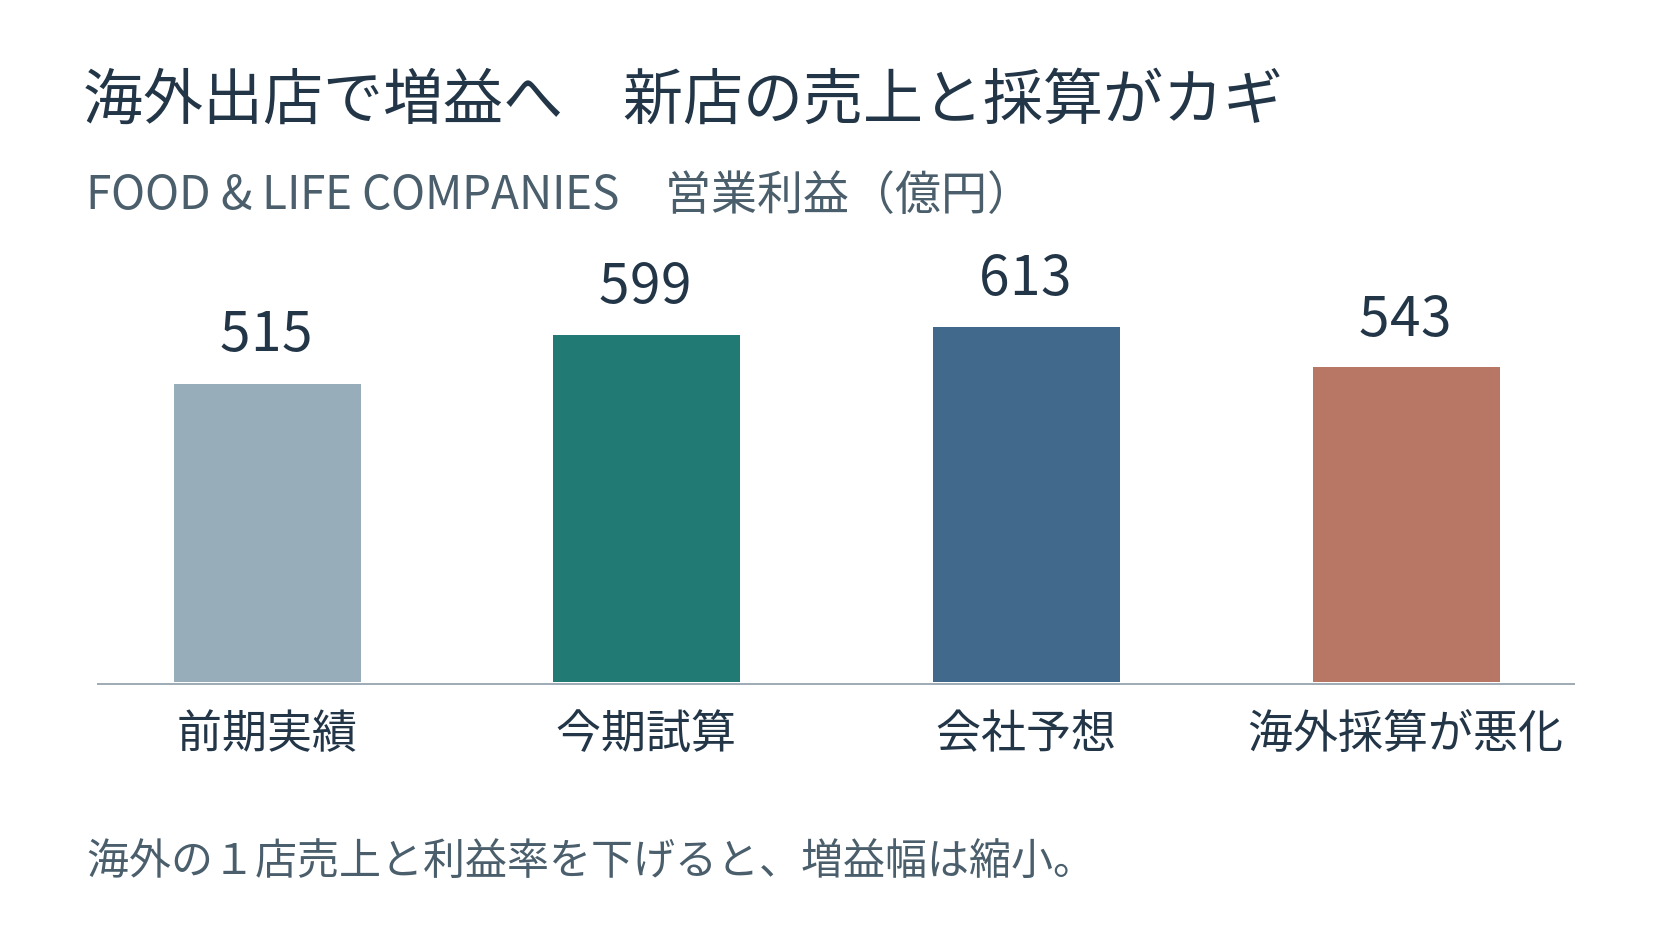 海外出店で増益へ　新店の売上と採算がカギ
FOOD & LIFE COMPANIES　営業利益（億円）
515
599
613
543
前期実績
今期試算
会社予想
海外採算が悪化
海外の１店売上と利益率を下げると、増益幅は縮小。